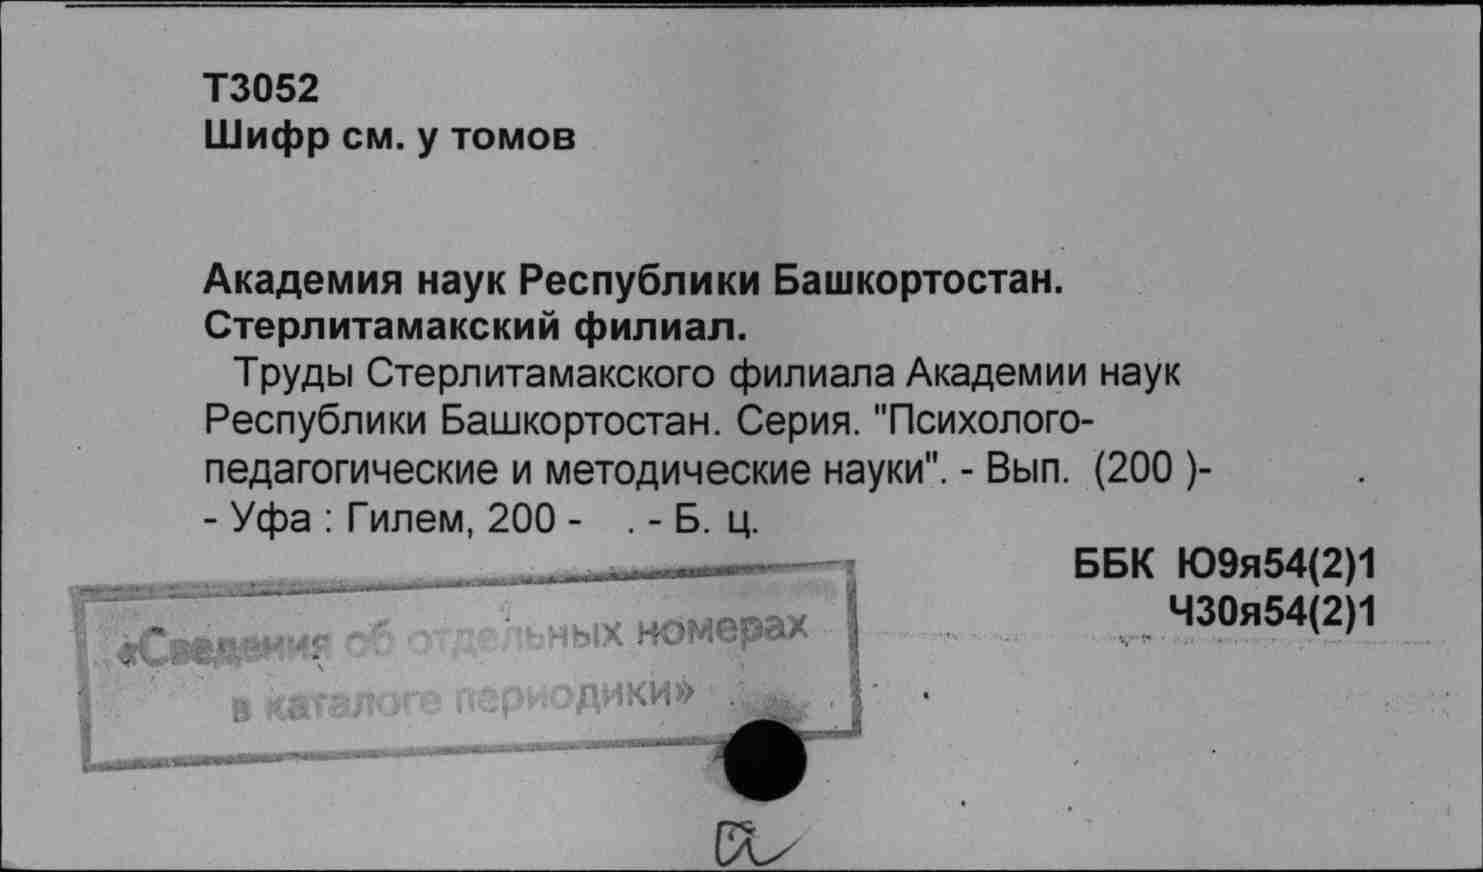 Т3052
Шифр см. у томов
Академия наук Республики Башкортостан.
Стерлитамакский филиал.
Труды Стерлитамакского филиала Академии наук
Республики Башкортостан. Серия. "Психолого-
педагогические и методические науки". - Вып. (200 )-
- Уфа : Гилем, 200 - . - Б. ц.
ББК Ю9я54(2)1
Ч30я54(2)1
«Сведения об отдельных номерах
в каталоге периодики»